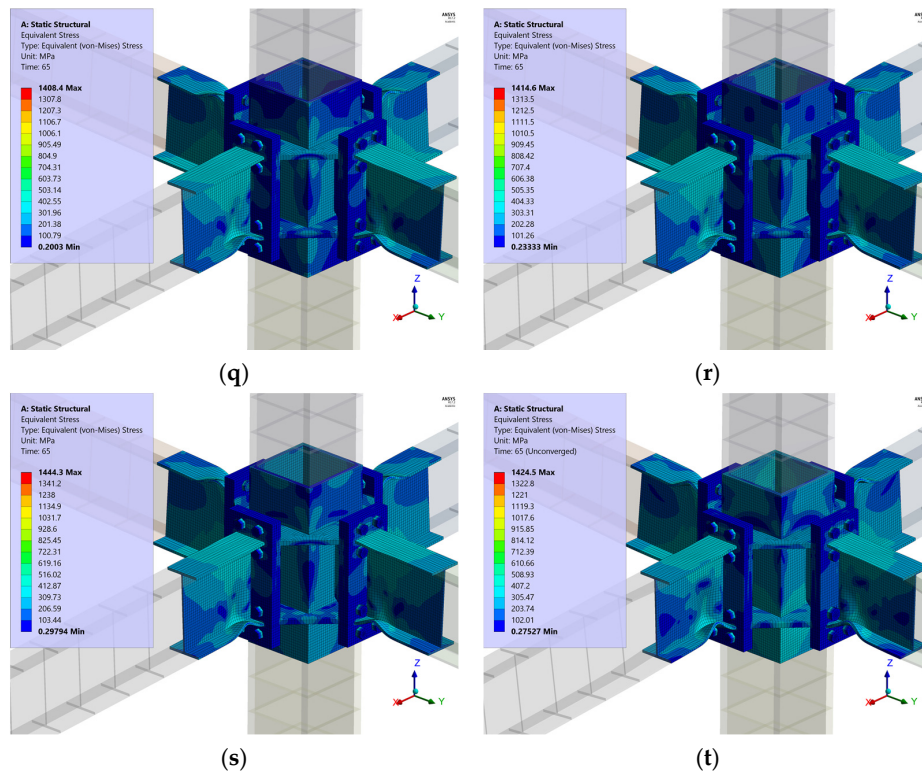 A: Static Structural
Equivalent Stress
Type: Equivalent (von-Mises) Stress
Unit: MPa
Time: 65
1408.4 Max
1307.8
1207.3
1106.7
1006.1
905.49
804.9
704.31
603.73
503.14
402.55
301.96
201.38
100.79
0.2003 Min
ANSYS
Z
X
Y
(q)
A: Static Structural
Equivalent Stress
Type: Equivalent (von-Mises) Stress
Unit: MPa
Time: 65
1414.6 Max
1313.5
1212.5
1111.5
1010.5
909.45
808.42
707.4
606.38
505.35
404.33
303.31
202.28
101.26
0.23333 Min
Z
X
Y
(r)
A: Static Structural
Equivalent Stress
Type: Equivalent (von-Mises) Stress
Unit: MPa
Time: 65
1444.3 Max
1341.2
1238
1134.9
1031.7
928.6
825.45
722.31
619.16
516.02
412.87
309.73
206.59
103.44
0.29794 Min
ANSYS
Z
X
Y
(s)
A: Static Structural
Equivalent Stress
Type: Equivalent (von-Mises) Stress
Unit: MPa
Time: 65 (Unconverged)
1424.5 Max
1322.8
1221
1119.3
1017.6
915.85
814.12
712.39
610.66
508.93
407.2
305.47
203.74
102.01
0.27527 Min
Z
X
Y
(t)